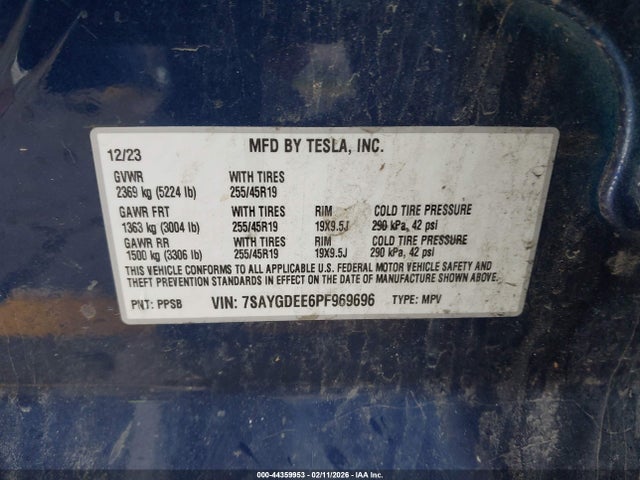 12/23 MFD BY TESLA, INC.
GVWR WITH TIRES
2369 kg (5224 lb) 255/45R19
GAWR FRT WITH TIRES RIM COLD TIRE PRESSURE
1363 kg (3004 lb) 255/45R19 19X9.5J 290 kPa, 42 psi
GAWR RR WITH TIRES RIM COLD TIRE PRESSURE
1500 kg (3306 lb) 255/45R19 19X9.5J 290 kPa, 42 psi
THIS VEHICLE CONFORMS TO ALL APPLICABLE U.S. FEDERAL MOTOR VEHICLE SAFETY AND
THEFT PREVENTION STANDARDS IN EFFECT ON THE DATE OF MANUFACTURE SHOWN ABOVE.
PNT: PPSB VIN: 7SAYGDEE6PF969696 TYPE: MPV
000-44359953 - 02/11/2026 - IAA Inc.